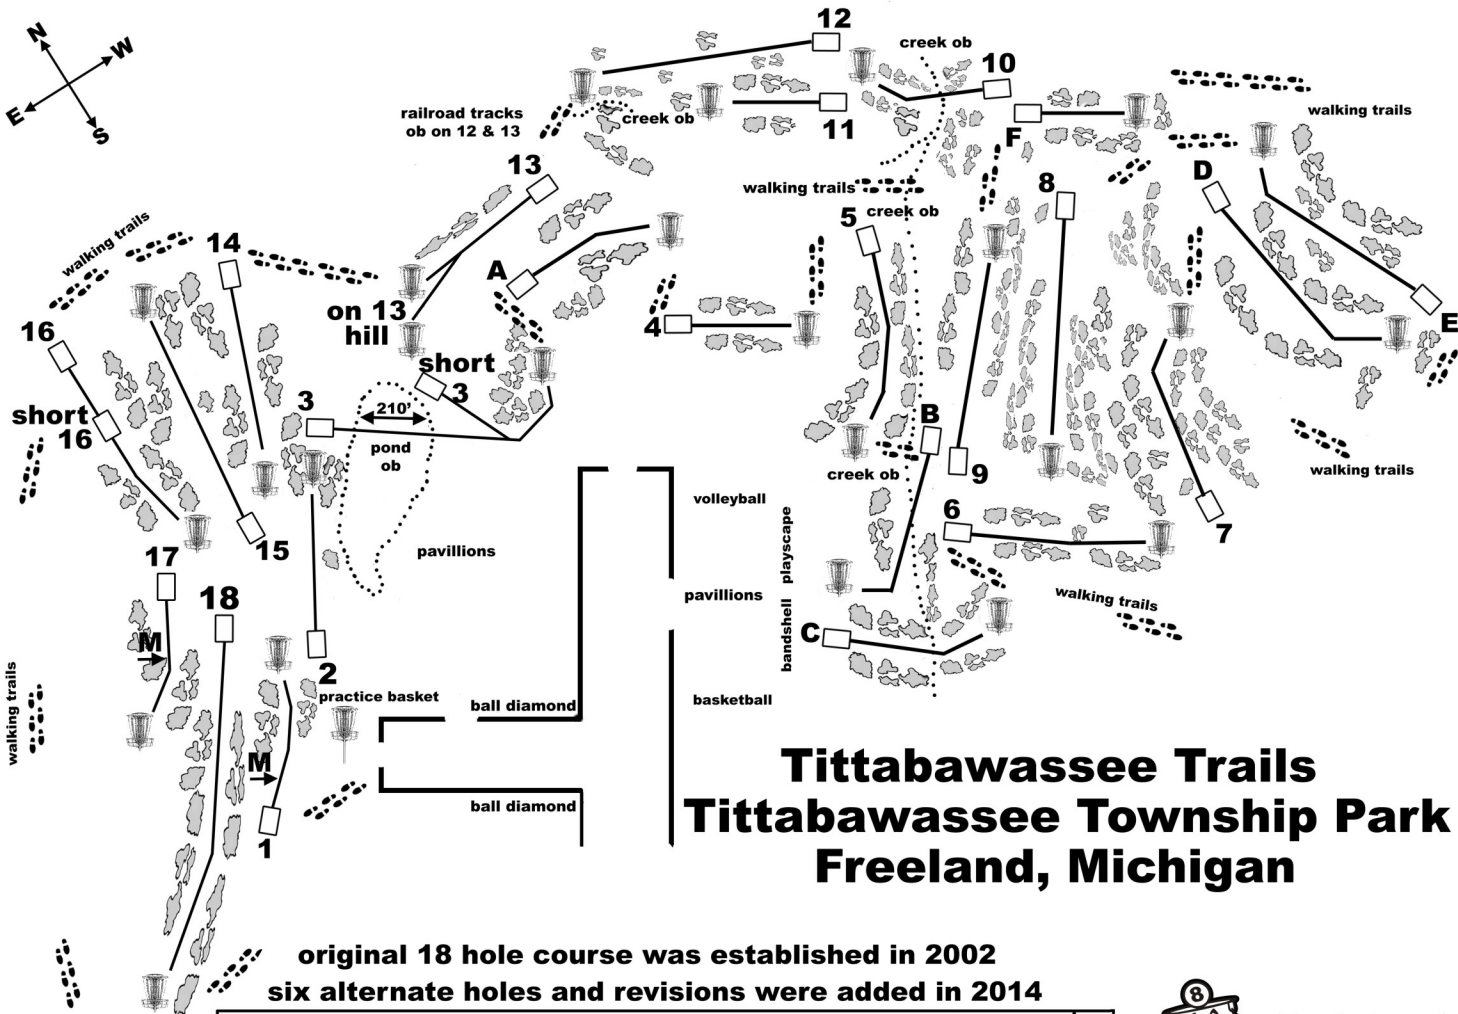 N
W
E
S
12
creek ob
10
railroad tracks
ob on 12 & 13
creek ob
11
F
walking trails
13
walking trails
8
D
5
creek ob
walking trails
14
A
on 13
hill
4
E
16
short
3
3
210'
pond
ob
short
16
B
creek ob
9
walking trails
volleyball
6
7
15
pavillions
playscape
17
18
pavillions
walking trails
M
C
bandshell
2
walking trails
practice basket
ball diamond
basketball
M
ball diamond
1
Tittabawassee Trails
Tittabawassee Township Park
Freeland, Michigan
original 18 hole course was established in 2002
six alternate holes and revisions were added in 2014
8